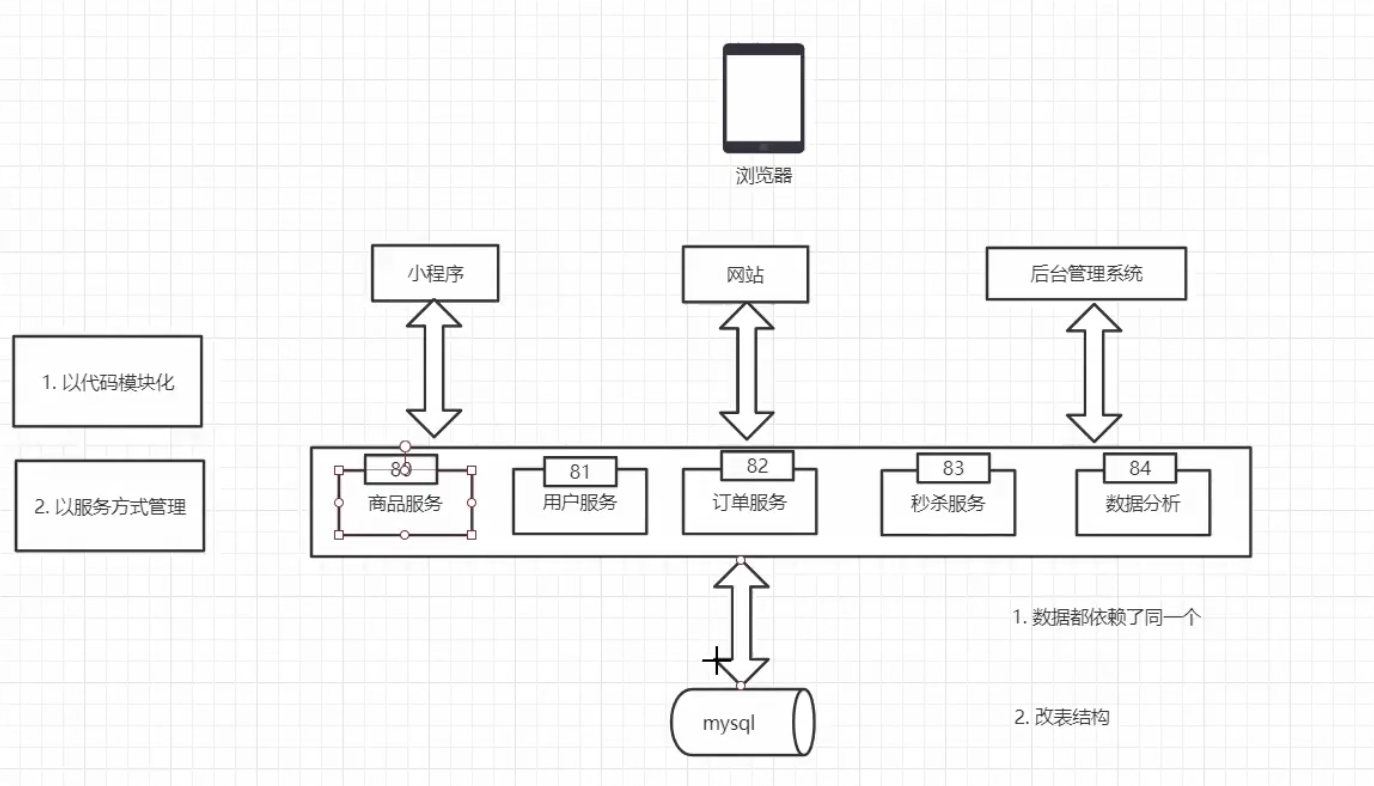 浏览器
小程序
网站
后台管理系统
1. 以代码模块化
2. 以服务方式管理
80
商品服务
81
用户服务
82
订单服务
83
秒杀服务
84
数据分析
1. 数据都依赖了同一个
2. 改表结构
mysql